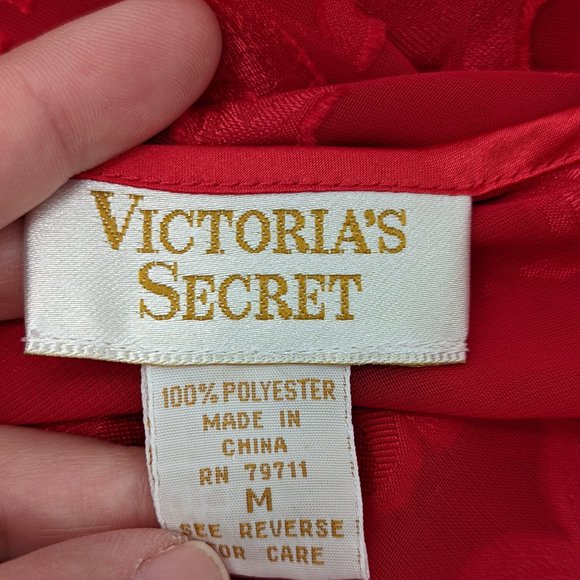 VICTORIA'S
SECRET
100% POLYESTER
MADE IN
CHINA
RN 79711
M
SEE REVERSE
FOR CARE